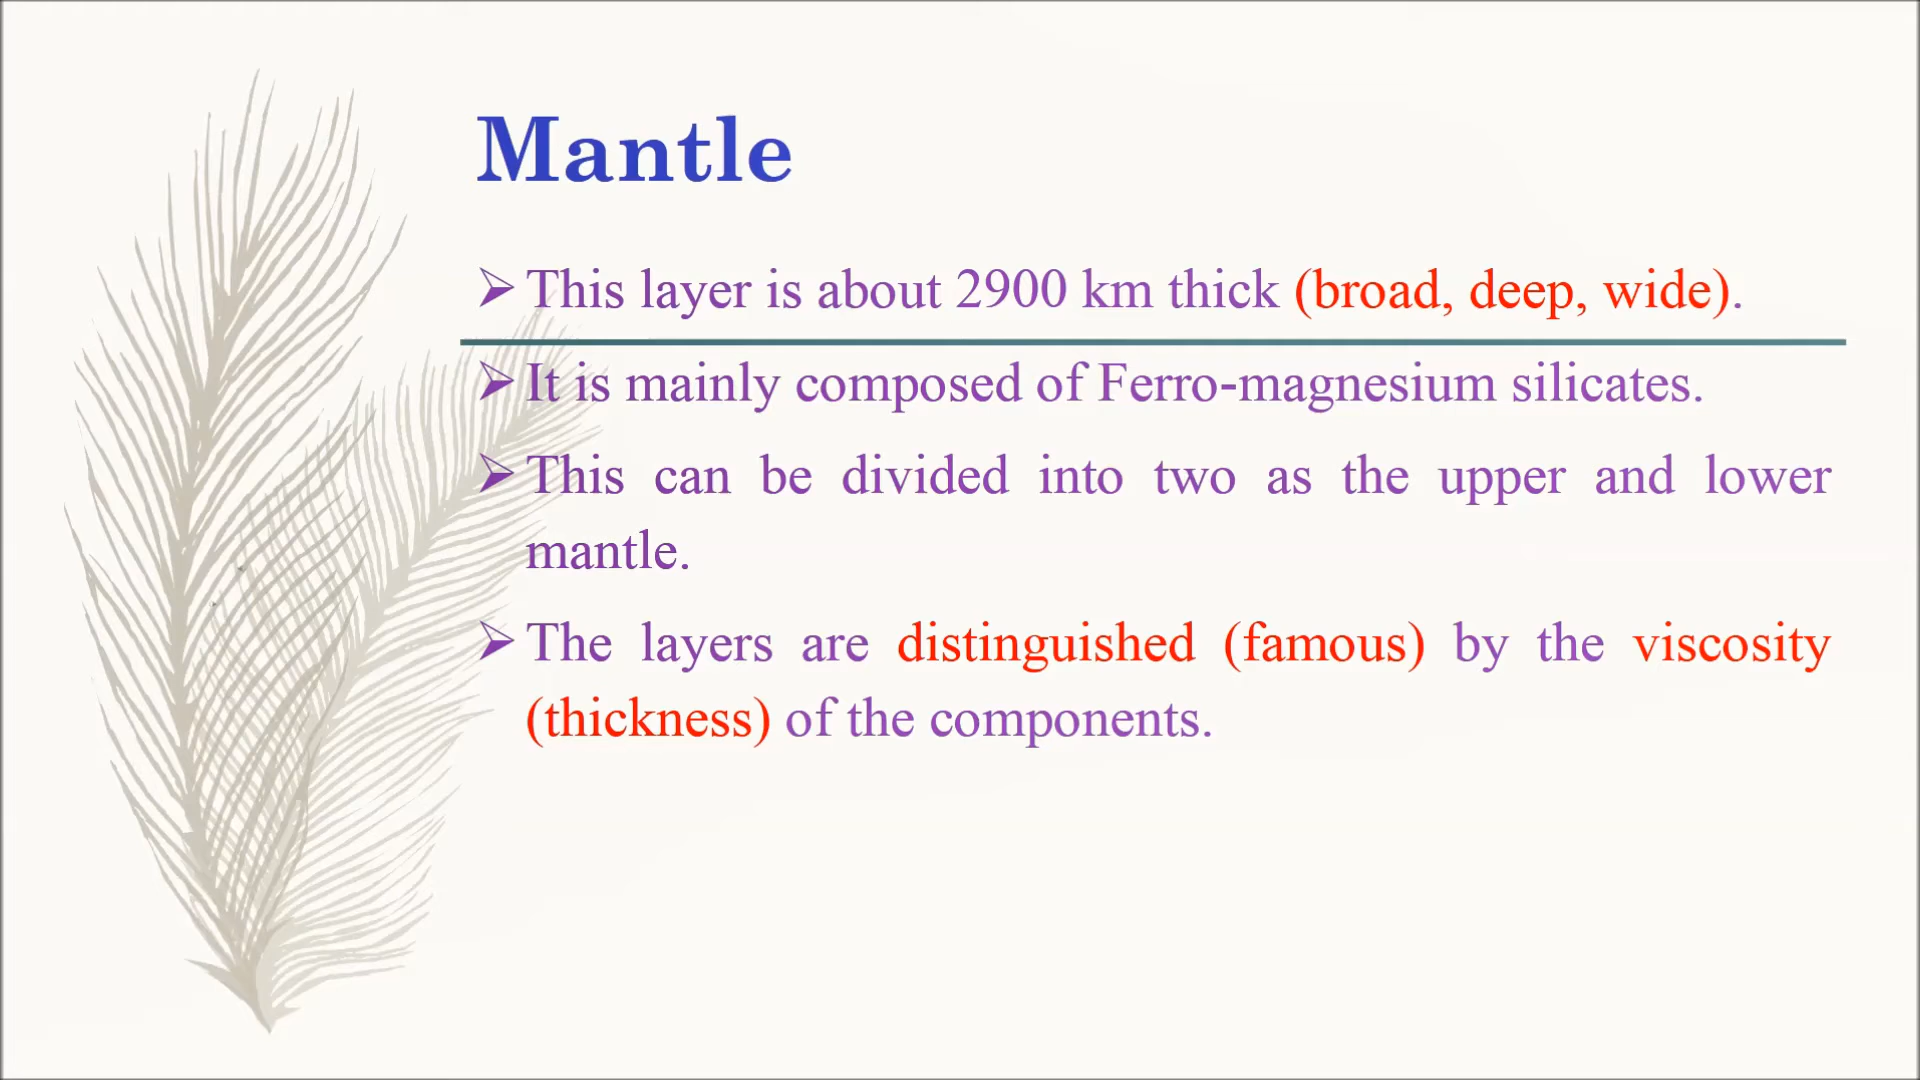 Mantle
➢ This layer is about 2900 km thick (broad, deep, wide).
➢ It is mainly composed of Ferro-magnesium silicates.
➢ This can be divided into two as the upper and lower
mantle.
➢ The layers are distinguished (famous) by the viscosity
(thickness) of the components.